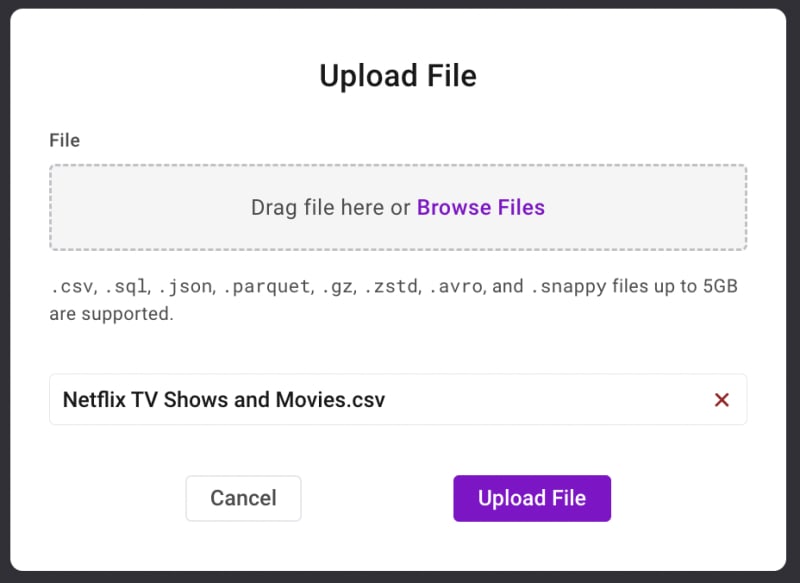 Upload File
File
Drag file here or Browse Files
.csv, .sql, .json, .parquet, .gz, .zstd, .avro, and .snappy files up to 5GB
are supported.
Netflix TV Shows and Movies.csv
Cancel
Upload File